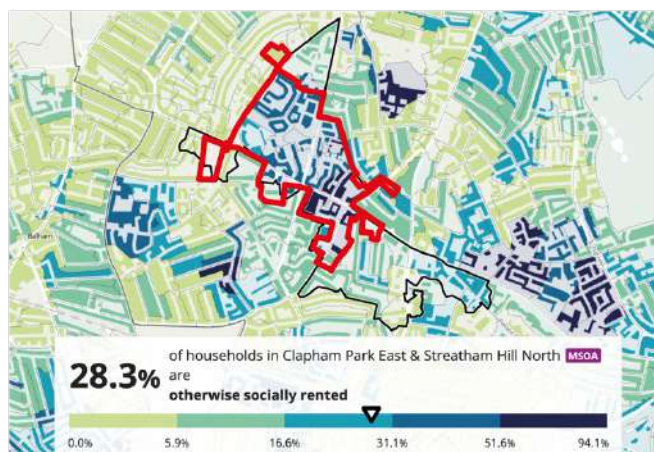 Balham
of households in Clapham Park East & Streatham Hill North MSOA
28.3% are
otherwise socially rented
0.0% 5.9% 16.6% 31.1% 51.6% 94.1%